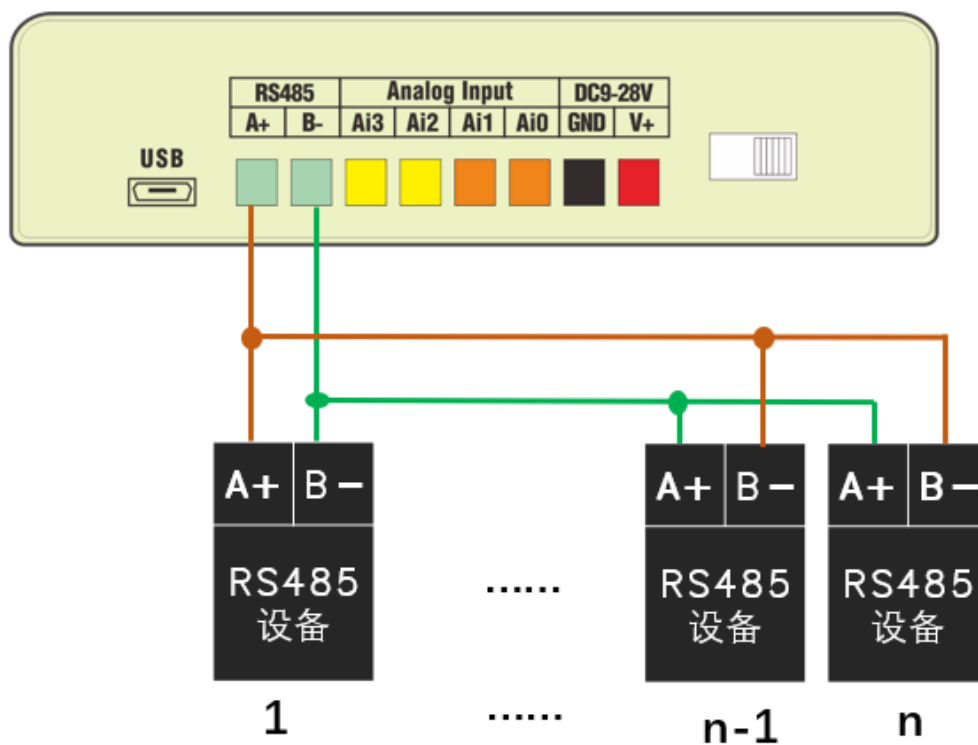 RS485 Analog Input DC9-28V
A+ B- Ai3 Ai2 Ai1 Ai0 GND V+
USB
A+ B- A+ B- A+ B-
RS485 …… RS485 RS485
设备 设备 设备
1 …… n-1 n